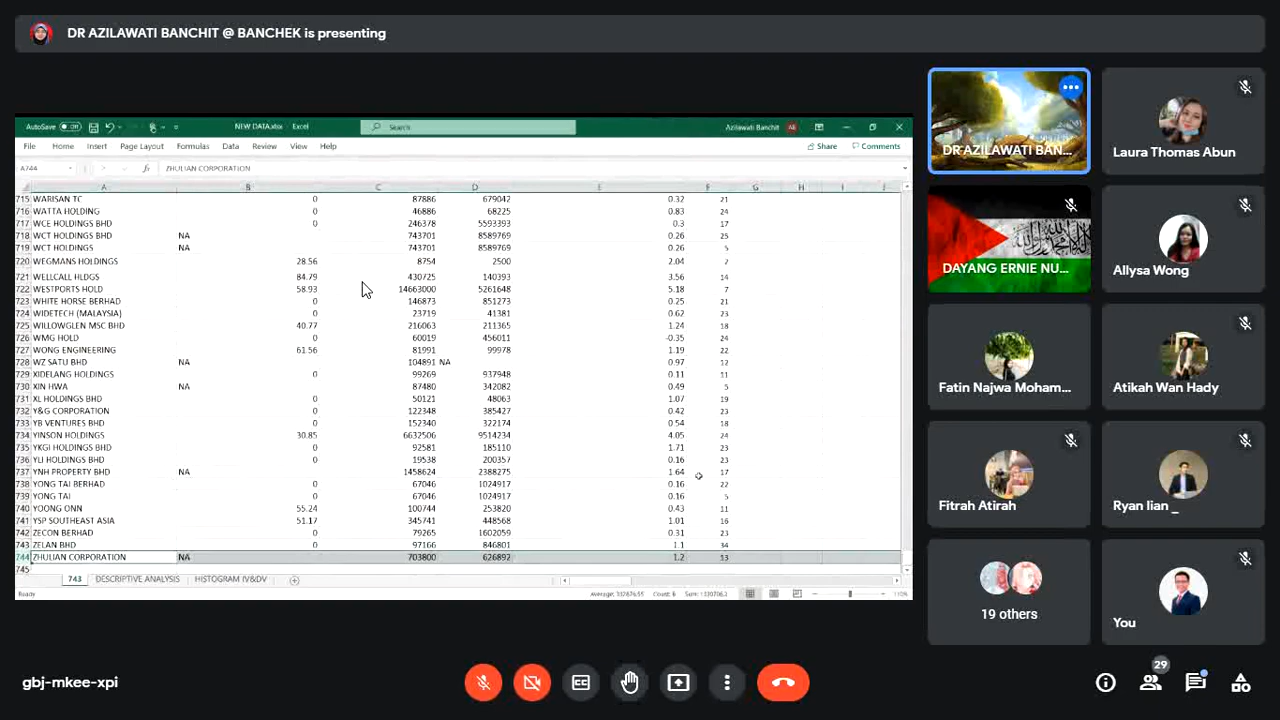 DR AZILAWATI BANCHIT @ BANCHEK is presenting
AutoSave Off NEW DATA.xlsx - Excel Search Azilawati Banchit AB
File Home Insert Page Layout Formulas Data Review View Help Share Comments
A744 fx ZHULIAN CORPORATION
A B C D E F G H I J
715 WARISAN TC 0 87886 679042 0.32 21
716 WATTA HOLDING 0 46886 68225 0.83 24
717 WCE HOLDINGS BHD 0 246378 5593393 0.3 17
718 WCT HOLDINGS BHD NA 743701 8589769 0.26 25
719 WCT HOLDINGS NA 743701 8589769 0.26 5
720 WEGMANS HOLDINGS 28.56 8754 2500 2.04 2
721 WELLCALL HLDGS 84.79 430725 140393 3.56 14
722 WESTPORTS HOLD 58.93 14663000 5261648 5.18 7
723 WHITE HORSE BERHAD 0 146873 851273 0.25 21
724 WIDETECH (MALAYSIA) 0 23719 41381 0.62 23
725 WILLOWGLEN MSC BHD 40.77 216063 211365 1.24 18
726 WMG HOLD 0 60019 456011 -0.35 24
727 WONG ENGINEERING 61.56 81991 99978 1.19 22
728 WZ SATU BHD NA 104891 NA 0.97 12
729 XIDELANG HOLDINGS 0 99269 937948 0.11 11
730 XIN HWA NA 87480 342082 0.49 5
731 XL HOLDINGS BHD 0 50121 48063 1.07 19
732 Y&G CORPORATION 0 122348 385427 0.42 23
733 YB VENTURES BHD 0 152340 322174 0.54 18
734 YINSON HOLDINGS 30.85 6632506 9514234 4.05 24
735 YKGI HOLDINGS BHD 0 92581 185110 1.71 23
736 YLI HOLDINGS BHD 0 19538 200357 0.16 23
737 YNH PROPERTY BHD NA 1458624 2388275 1.64 17
738 YONG TAI BERHAD 0 67046 1024917 0.16 22
739 YONG TAI 0 67046 1024917 0.16 5
740 YOONG ONN 55.24 100744 253820 0.43 11
741 YSP SOUTHEAST ASIA 51.17 345741 448568 1.01 16
742 ZECON BERHAD 0 79265 1602059 0.31 23
743 ZELAN BHD 0 97166 846801 1.1 34
744 ZHULIAN CORPORATION NA 703800 626892 1.2 13
745
743 DESCRIPTIVE ANALYSIS HISTOGRAM IV&DV
Ready Count: 6
DR AZILAWATI BAN...
Laura Thomas Abun
DAYANG ERNIE NU...
Allysa Wong
Fatin Najwa Moham...
Atikah Wan Hady
Fitrah Atirah
Ryan lian _
19 others
You
gbj-mkee-xpi
CC
29